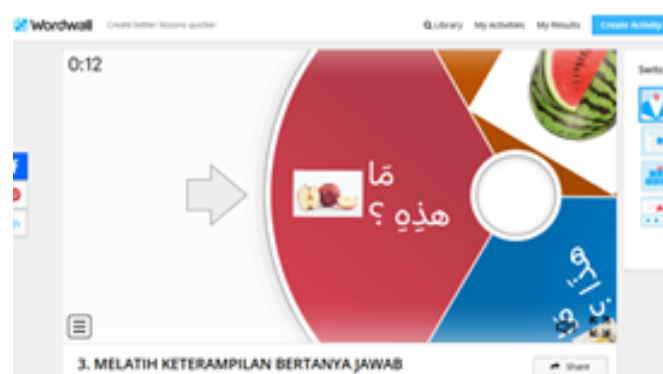 Wordwall Create better lessons quicker
Library My Activities My Results Create Activity
0:12
مَا
هذِهِ ؟
3. MELATIH KETERAMPILAN BERTANYA JAWAB
Share